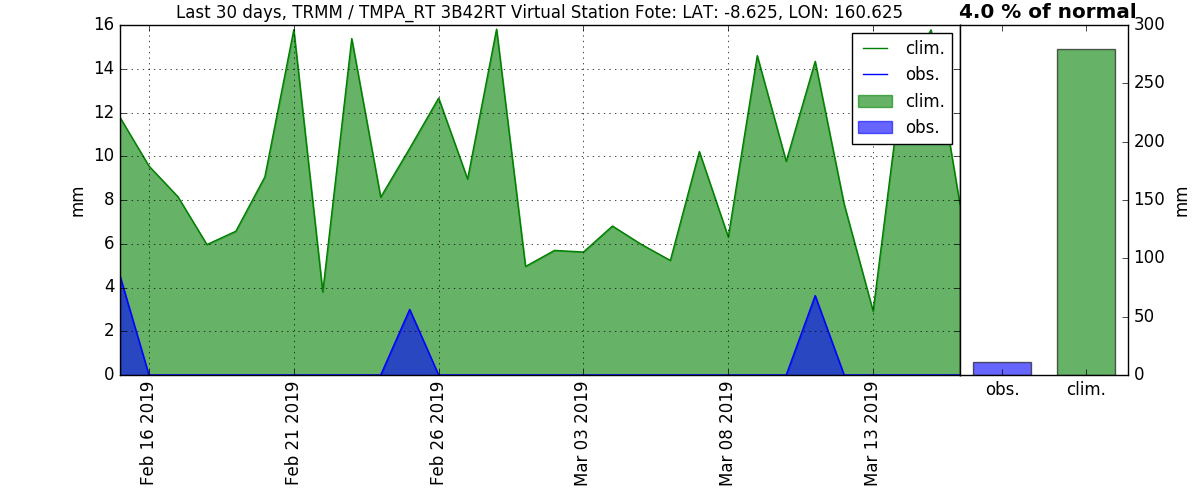 Last 30 days, TRMM / TMPA_RT 3B42RT Virtual Station Fote: LAT: -8.625, LON: 160.625
4.0 % of normal
16
14
12
10
8
6
4
2
0
mm
clim.
obs.
clim.
obs.
300
250
200
150
100
50
0
mm
obs.
clim.
Feb 16 2019
Feb 21 2019
Feb 26 2019
Mar 03 2019
Mar 08 2019
Mar 13 2019